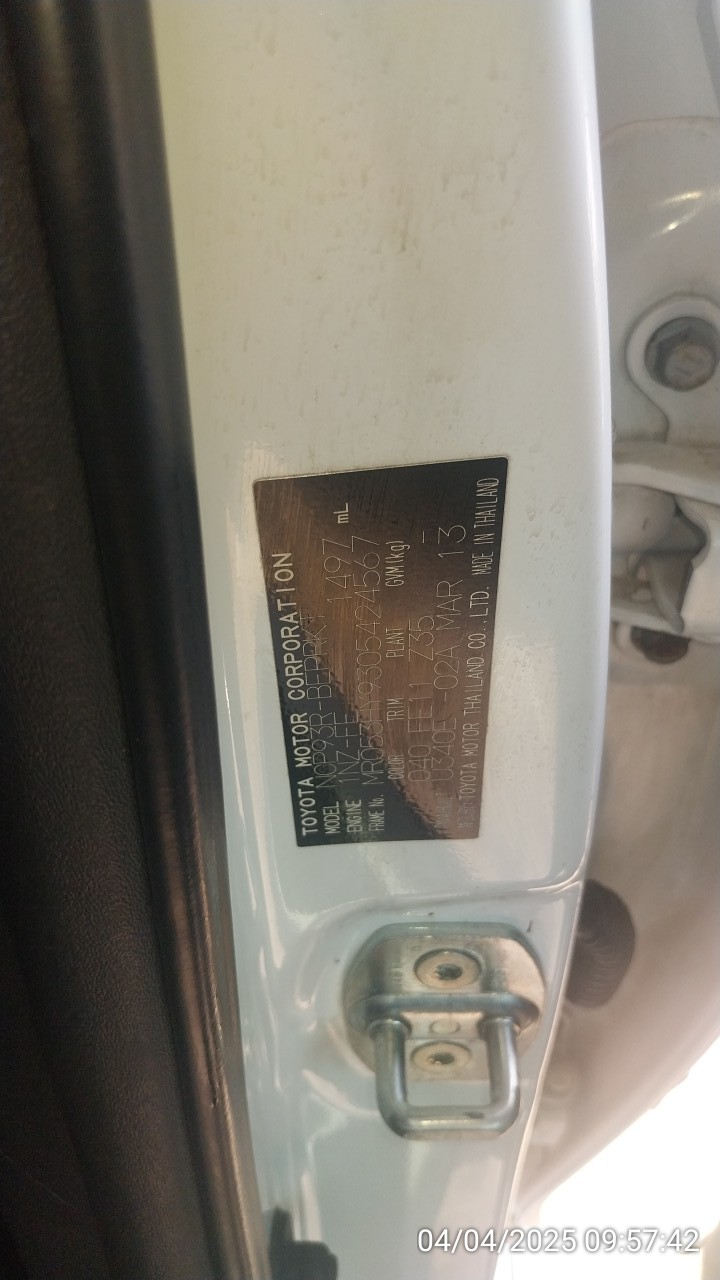 TOYOTA MOTOR CORPORATION
MODEL NCP93R-BEPRKT
ENGINE 1NZ-FE 1497 mL
FRAME No. MR053HY9305424567
COLOR TRIM PLANT GVM(kg)
040 FE11 Z35
U340E -02A MAR 13
TOYOTA MOTOR THAILAND CO.,LTD. MADE IN THAILAND
04/04/2025 09:57:42